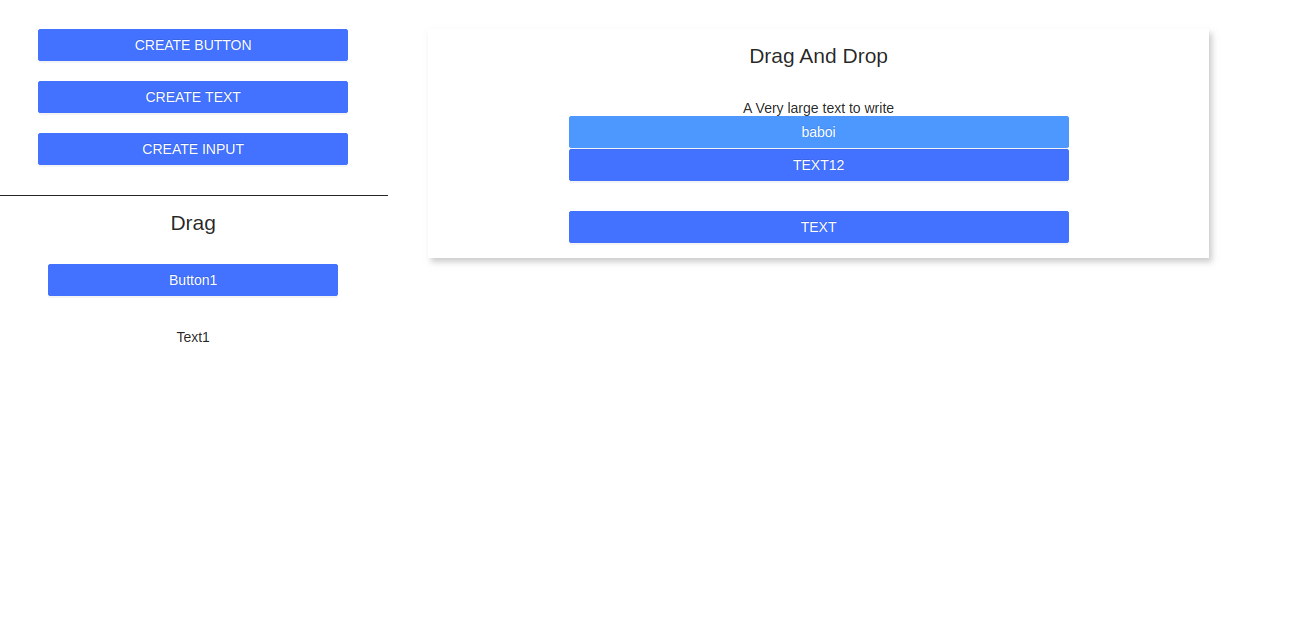 CREATE BUTTON
CREATE TEXT
CREATE INPUT
Drag
Button1
Text1
Drag And Drop
A Very large text to write
baboi
TEXT12
TEXT